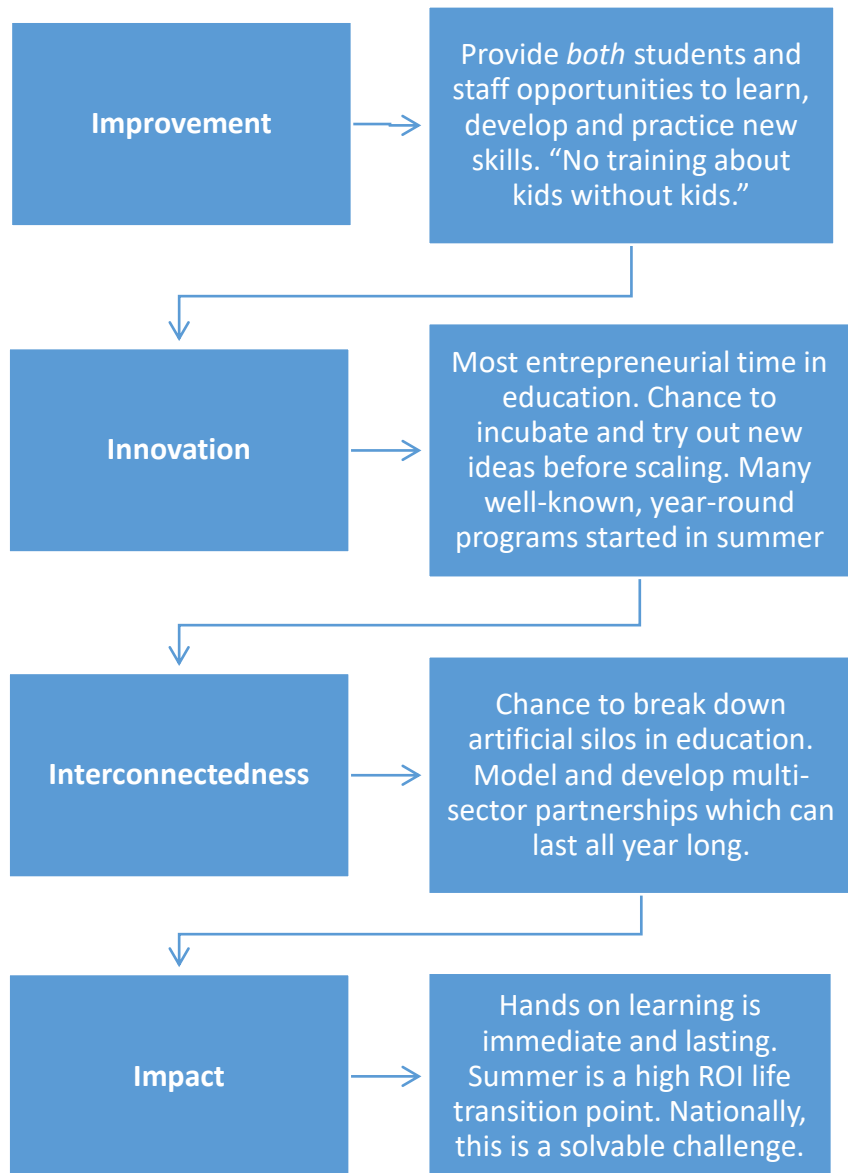 Improvement
Provide both students and
staff opportunities to learn,
develop and practice new
skills. “No training about
kids without kids.”
Innovation
Most entrepreneurial time in
education. Chance to
incubate and try out new
ideas before scaling. Many
well-known, year-round
programs started in summer
Interconnectedness
Chance to break down
artificial silos in education.
Model and develop multi-
sector partnerships which can
last all year long.
Impact
Hands on learning is
immediate and lasting.
Summer is a high ROI life
transition point. Nationally,
this is a solvable challenge.